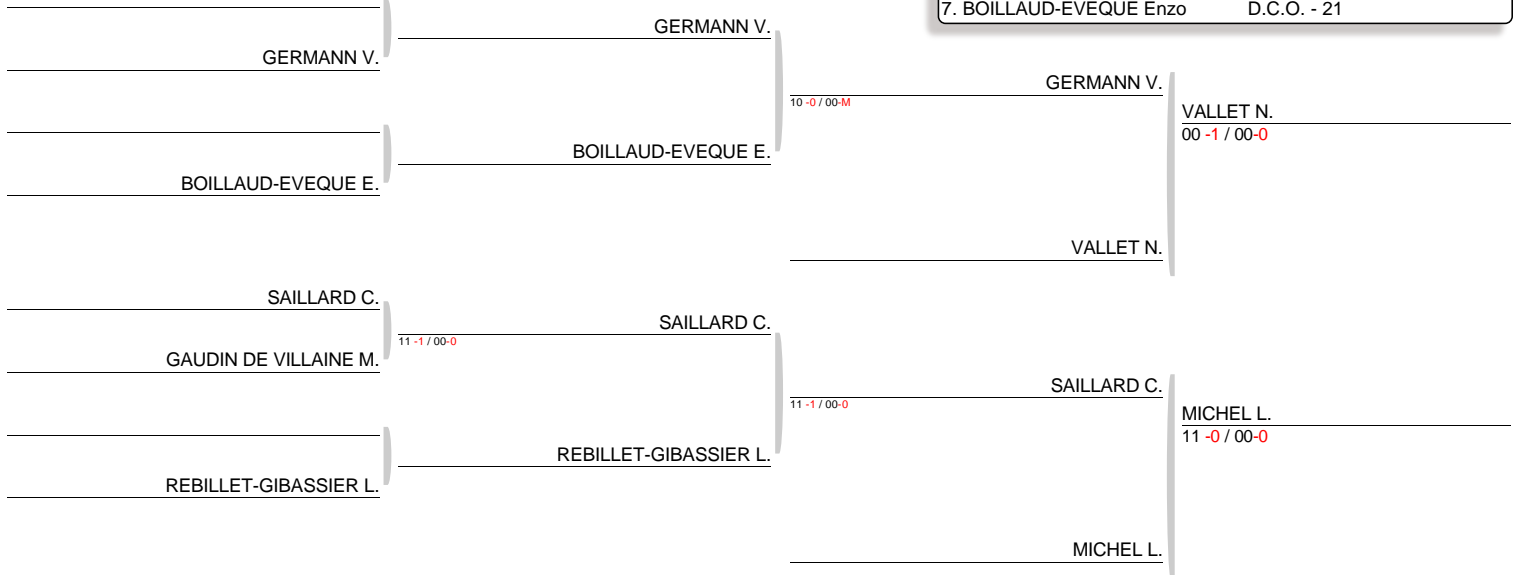 7. BOILLAUD-EVEQUE Enzo D.C.O. - 21
GERMANN V.
GERMANN V.
GERMANN V.
10 -0 / 00-M
VALLET N.
00 -1 / 00-0
BOILLAUD-EVEQUE E.
BOILLAUD-EVEQUE E.
VALLET N.
SAILLARD C.
SAILLARD C.
11 -1 / 00-0
GAUDIN DE VILLAINE M.
SAILLARD C.
11 -1 / 00-0
MICHEL L.
11 -0 / 00-0
REBILLET-GIBASSIER L.
REBILLET-GIBASSIER L.
MICHEL L.